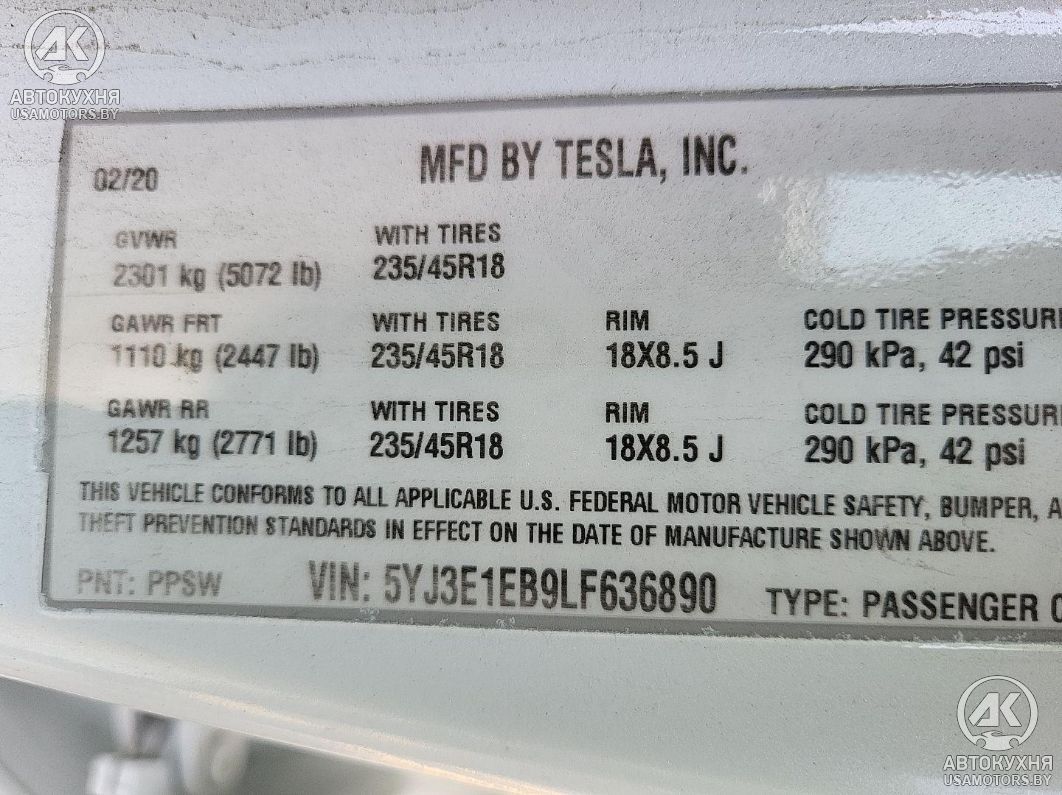 AK
АВТОКУХНЯ
USAMOTORS.BY
02/20
MFD BY TESLA, INC.
GVWR
2301 kg (5072 lb)
WITH TIRES
235/45R18
GAWR FRT
1110 kg (2447 lb)
WITH TIRES
235/45R18
RIM
18X8.5 J
COLD TIRE PRESSURE
290 kPa, 42 psi
GAWR RR
1257 kg (2771 lb)
WITH TIRES
235/45R18
RIM
18X8.5 J
COLD TIRE PRESSURE
290 kPa, 42 psi
THIS VEHICLE CONFORMS TO ALL APPLICABLE U.S. FEDERAL MOTOR VEHICLE SAFETY, BUMPER, A
THEFT PREVENTION STANDARDS IN EFFECT ON THE DATE OF MANUFACTURE SHOWN ABOVE.
PNT: PPSW
VIN: 5YJ3E1EB9LF636890
TYPE: PASSENGER C
AK
АВТОКУХНЯ
USAMOTORS.BY